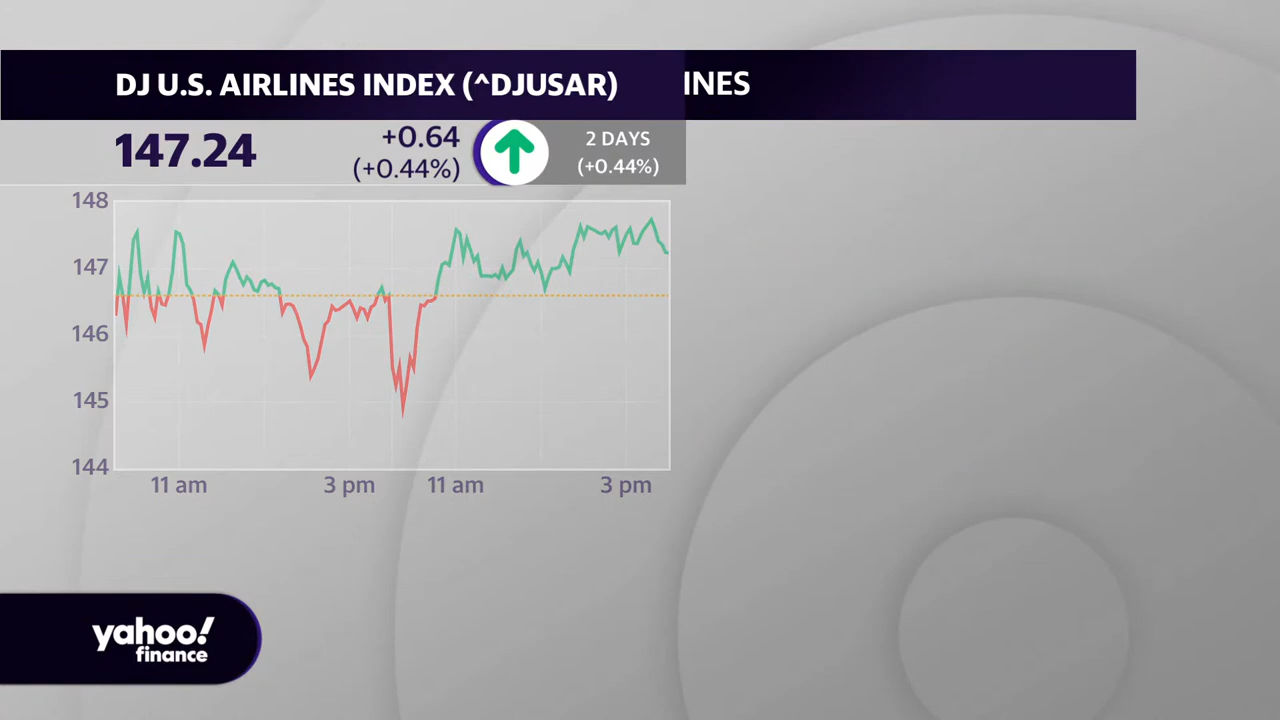 DJ U.S. AIRLINES INDEX (^DJUSAR)
INES
147.24
+0.64
(+0.44%)
2 DAYS
(+0.44%)
148
147
146
145
144
11 am 3 pm 11 am 3 pm
yahoo!
finance